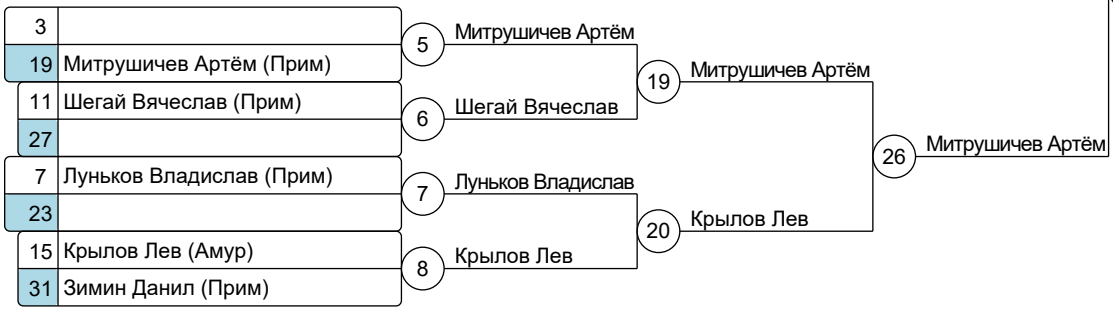 3
5
Митрушичев Артём
19 Митрушичев Артём (Прим)
19
Митрушичев Артём
11 Шегай Вячеслав (Прим)
6
Шегай Вячеслав
27
26
Митрушичев Артём
7 Луньков Владислав (Прим)
7
Луньков Владислав
23
20
Крылов Лев
15 Крылов Лев (Амур)
8
Крылов Лев
31 Зимин Данил (Прим)